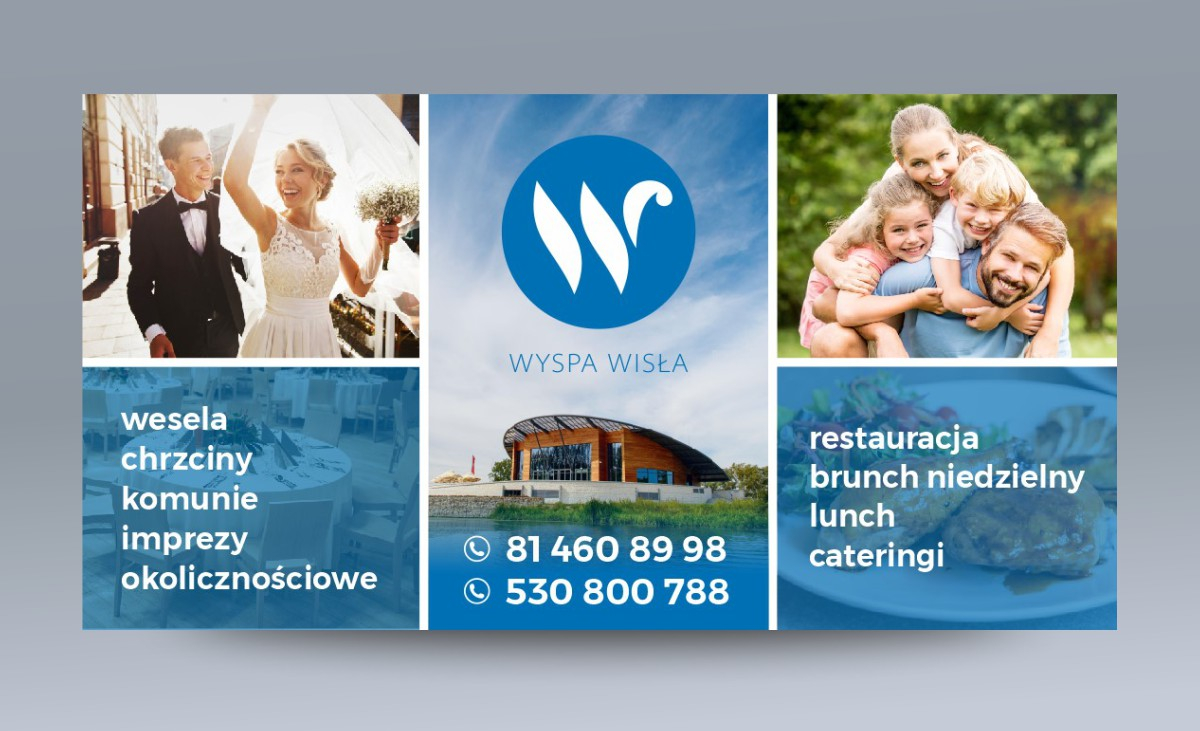 W
WYSPA WISŁA
wesela
chrzciny
komunie
imprezy
okolicznościowe
81 460 89 98
530 800 788
restauracja
brunch niedzielny
lunch
cateringi